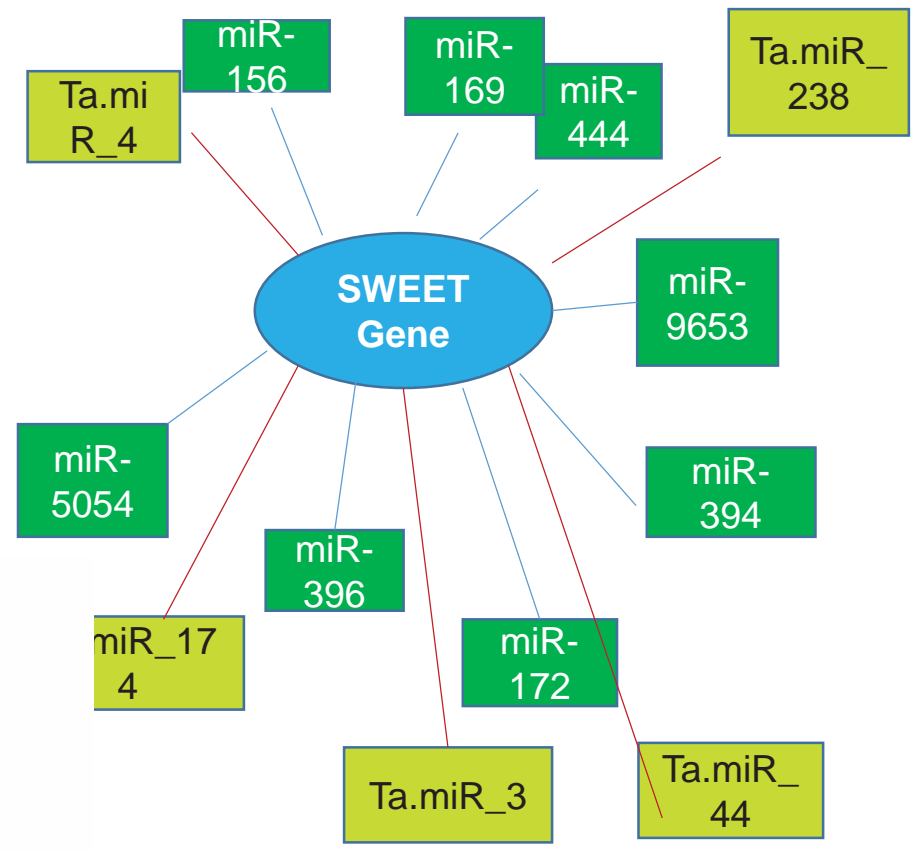 miR-
156
miR-
169
Ta.miR_
238
Ta.mi
R_4
miR-
444
SWEET
Gene
miR-
9653
miR-
5054
miR-
394
miR-
396
miR_17
4
miR-
172
Ta.miR_3
Ta.miR_
44